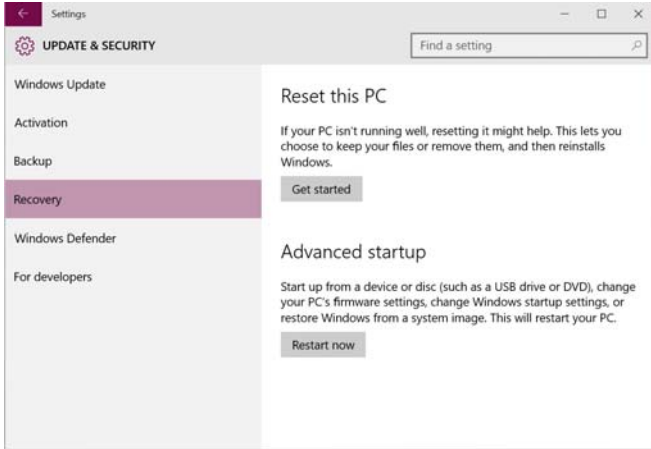 Settings
UPDATE & SECURITY
Find a setting
Windows Update
Activation
Backup
Recovery
Windows Defender
For developers
Reset this PC
If your PC isn't running well, resetting it might help. This lets you
choose to keep your files or remove them, and then reinstalls
Windows.
Get started
Advanced startup
Start up from a device or disc (such as a USB drive or DVD), change
your PC's firmware settings, change Windows startup settings, or
restore Windows from a system image. This will restart your PC.
Restart now